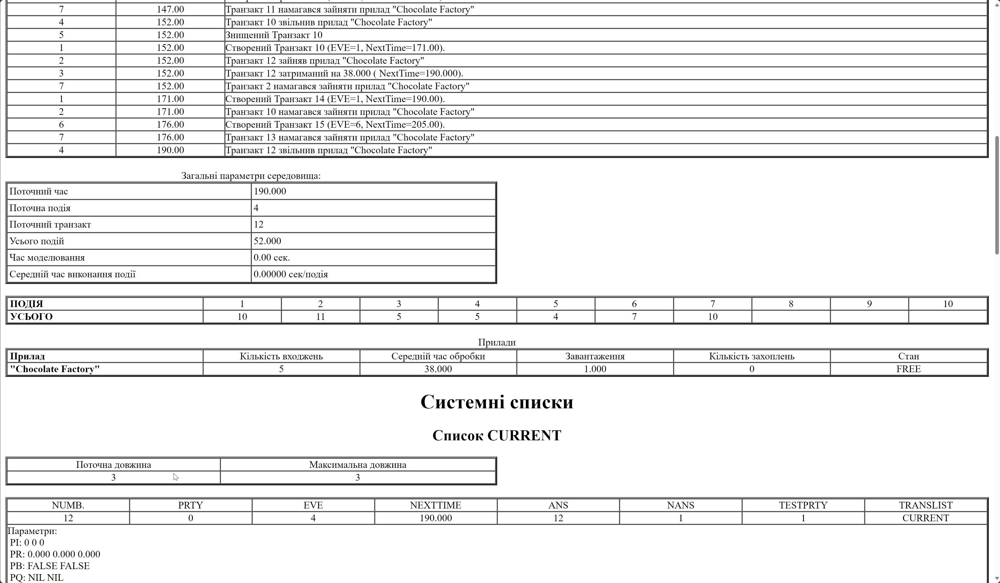 7 147.00 Транзакт 11 намагався зайняти прилад "Chocolate Factory"
4 152.00 Транзакт 10 звільнив прилад "Chocolate Factory"
5 152.00 Знищений Транзакт 10
1 152.00 Створений Транзакт 10 (EVE=1, NextTime=171.00).
2 152.00 Транзакт 12 зайняв прилад "Chocolate Factory"
3 152.00 Транзакт 12 затриманий на 38.000 ( NextTime=190.000).
7 152.00 Транзакт 2 намагався зайняти прилад "Chocolate Factory"
1 171.00 Створений Транзакт 14 (EVE=1, NextTime=190.00).
2 171.00 Транзакт 10 намагався зайняти прилад "Chocolate Factory"
6 176.00 Створений Транзакт 15 (EVE=6, NextTime=205.00).
7 176.00 Транзакт 13 намагався зайняти прилад "Chocolate Factory"
4 190.00 Транзакт 12 звільнив прилад "Chocolate Factory"
Загальні параметри середовища:
Поточний час 190.000
Поточна подія 4
Поточний транзакт 12
Усього подій 52.000
Час моделювання 0.00 сек.
Середній час виконання події 0.00000 сек/подія
ПОДІЯ 1 2 3 4 5 6 7 8 9 10
УСЬОГО 10 11 5 5 4 7 10
Прилади
Прилад Кількість входжень Середній час обробки Завантаження Кількість захоплень Стан
"Chocolate Factory" 5 38.000 1.000 0 FREE
Системні списки
Список CURRENT
Поточна довжина Максимальна довжина
3 3
NUMB. PRTY EVE NEXTTIME ANS NANS TESTPRTY TRANSLIST
12 0 4 190.000 12 1 1 CURRENT
Параметри:
PI: 0 0 0
PR: 0.000 0.000 0.000
PB: FALSE FALSE
PQ: NIL NIL